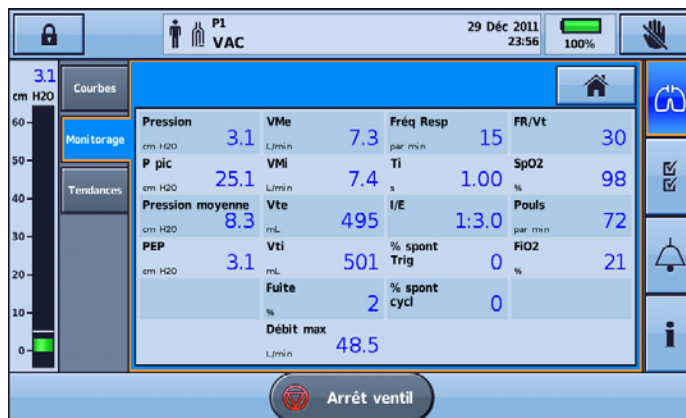 P1
VAC
29 Déc 2011
23:56
100%
3.1
cm H2O
60
50
40
30
20
10
0
Courbes
Monitorage
Tendances
Pression
cm H2O
3.1
VMe
L/min
7.3
Fréq Resp
par min
15
FR/Vt
30
P pic
cm H2O
25.1
VMi
L/min
7.4
Ti
s
1.00
SpO2
%
98
Pression moyenne
cm H2O
8.3
Vte
mL
495
I/E
1:3.0
Pouls
par min
72
PEP
cm H2O
3.1
Vti
mL
501
% spont
Trig
0
FiO2
%
21
Fuite
%
2
% spont
cycl
0
Débit max
L/min
48.5
i
Arrêt ventil